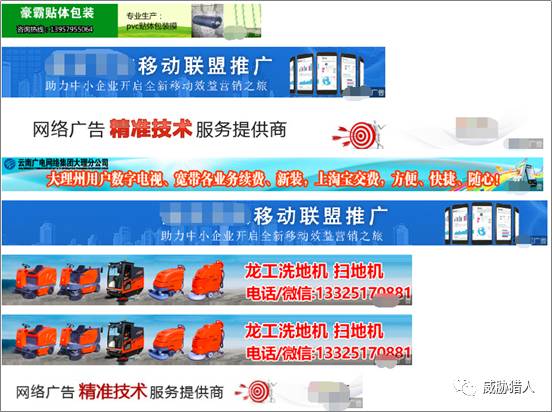 豪霸贴体包装
咨询热线：13957955064
专业生产：
pvc贴体包装膜
移动联盟推广
助力中小企业开启全新移动效益营销之旅
广告
网络广告 精准技术 服务提供商
云南广电网络集团大理分公司
大理州用户数字电视、宽带各业务续费、新装，上淘宝交费，方便、快捷、随心！
移动联盟推广
助力中小企业开启全新移动效益营销之旅
广告
龙工洗地机 扫地机
电话/微信:13325170881
龙工洗地机 扫地机
电话/微信:13325170881
网络广告 精准技术 服务提供商
威胁猎人